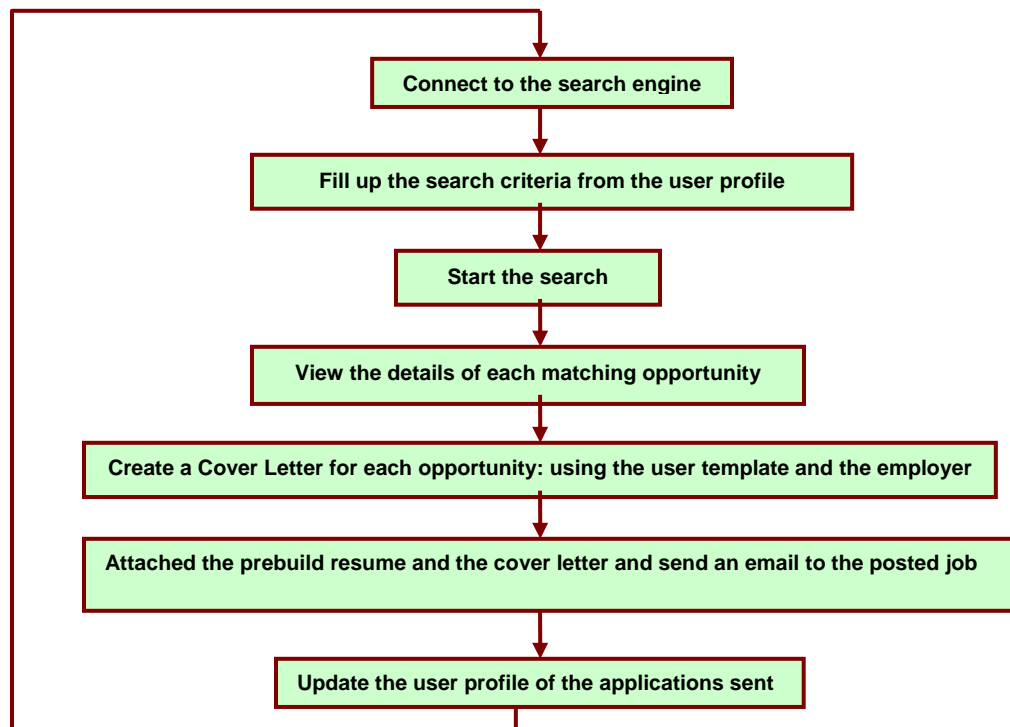 Connect to the search engine
Fill up the search criteria from the user profile
Start the search
View the details of each matching opportunity
Create a Cover Letter for each opportunity: using the user template and the employer
Attached the prebuild resume and the cover letter and send an email to the posted job
Update the user profile of the applications sent